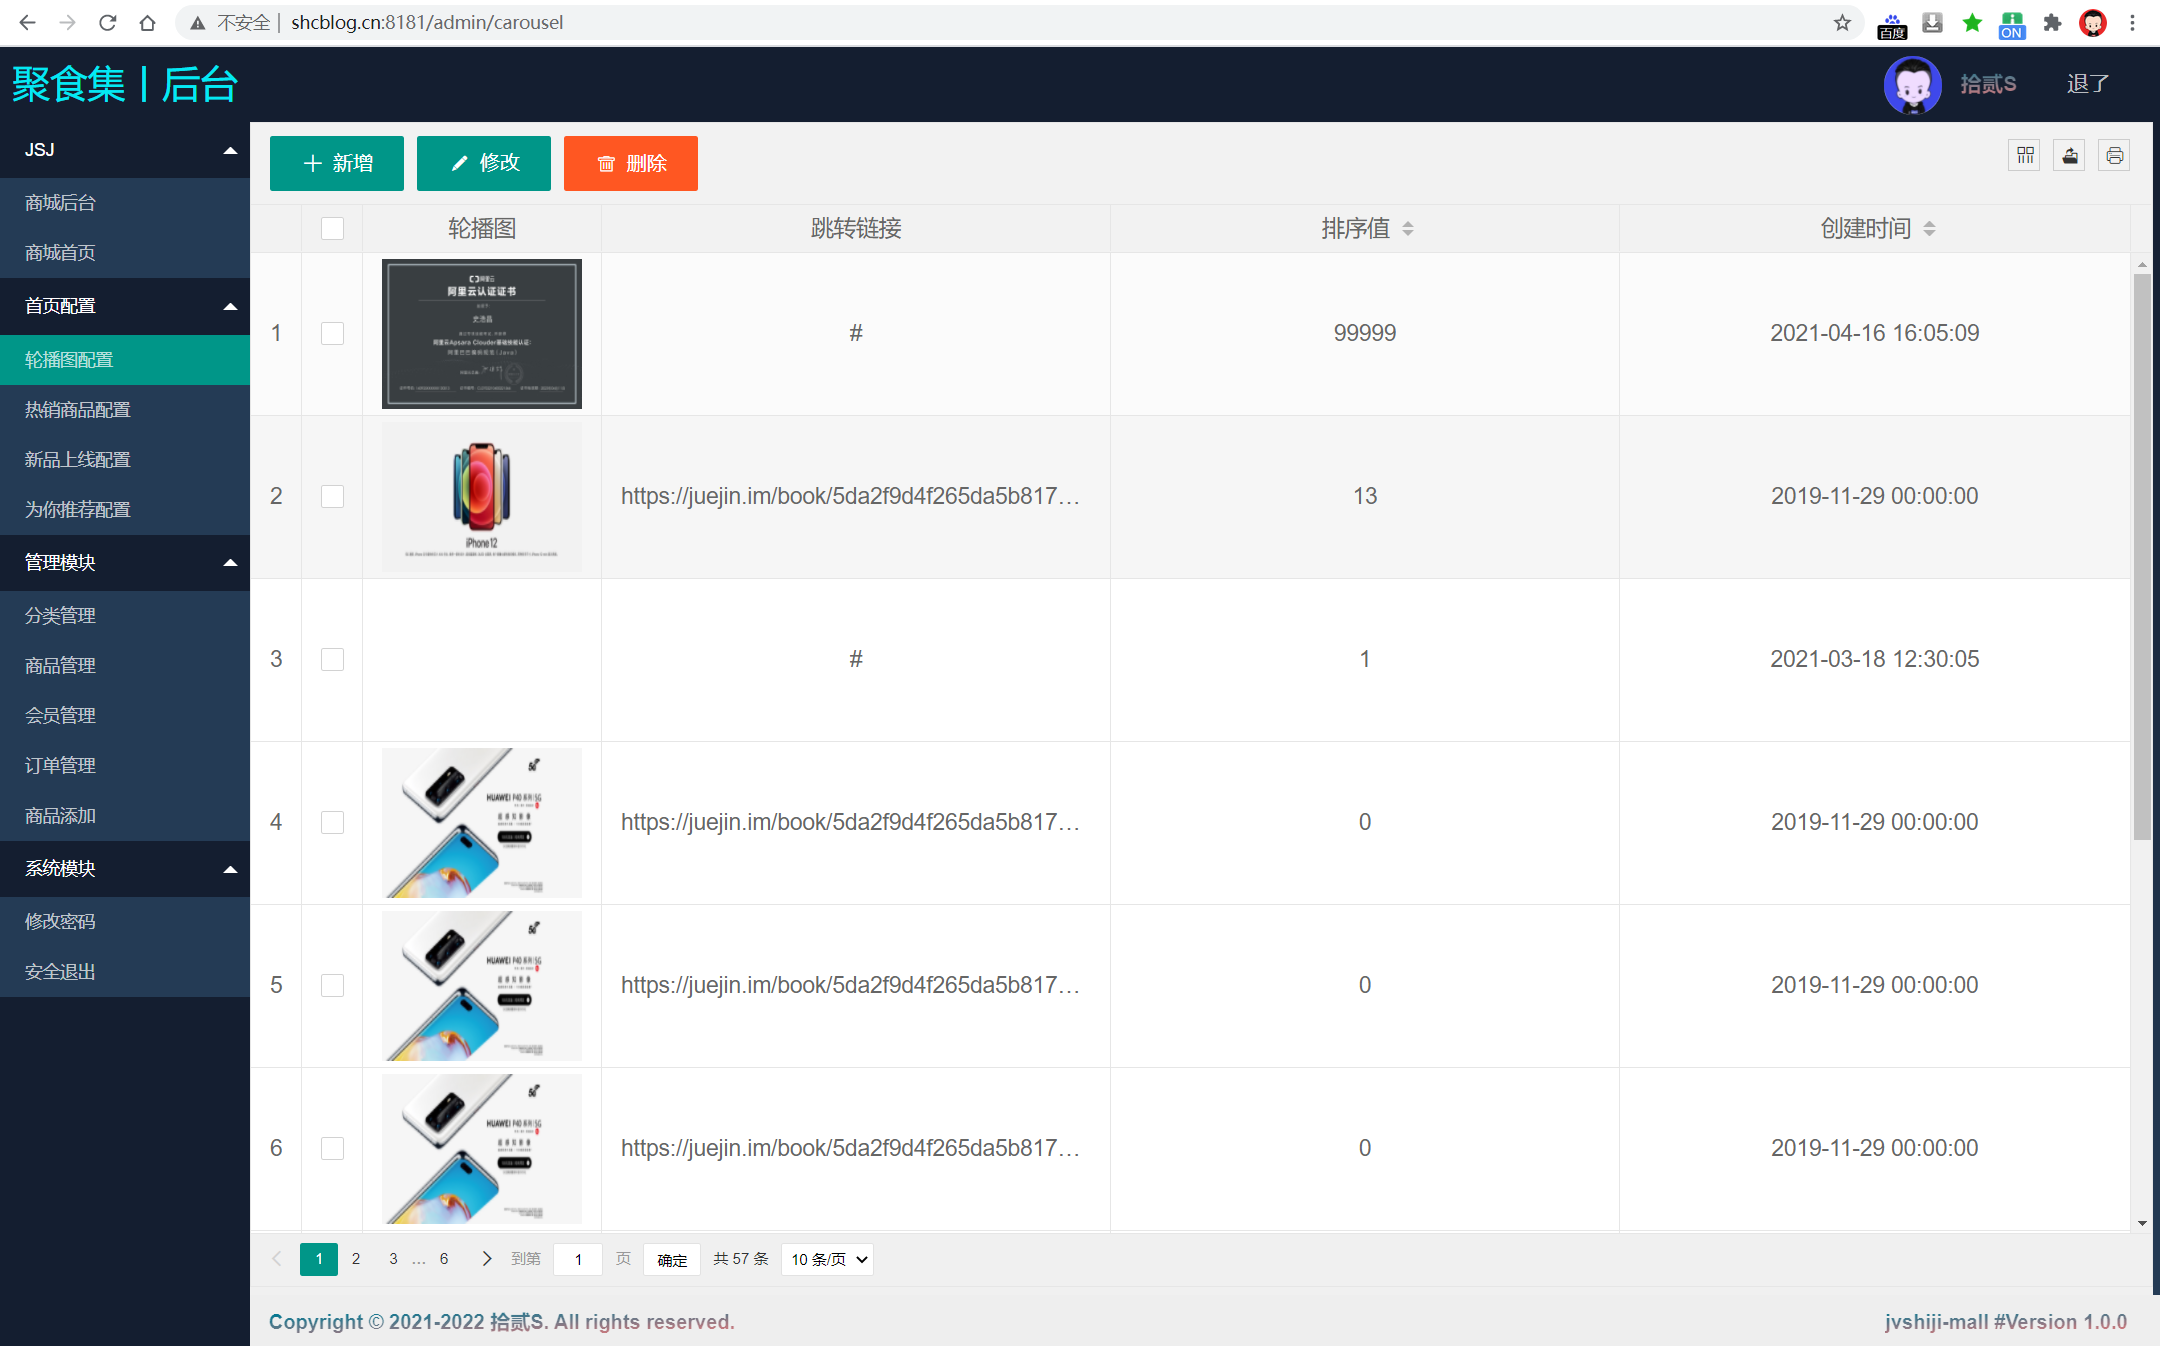 不安全 | shcblog.cn:8181/admin/carousel
百度
ON
聚食集丨后台
拾贰S
退了
JSJ
商城后台
商城首页
首页配置
轮播图配置
热销商品配置
新品上线配置
为你推荐配置
管理模块
分类管理
商品管理
会员管理
订单管理
商品添加
系统模块
修改密码
安全退出
新增 修改 删除
轮播图 跳转链接 排序值 创建时间
1 # 99999 2021-04-16 16:05:09
阿里云
阿里云认证证书
2 https://juejin.im/book/5da2f9d4f265da5b817... 13 2019-11-29 00:00:00
iPhone12
3 # 1 2021-03-18 12:30:05
4 https://juejin.im/book/5da2f9d4f265da5b817... 0 2019-11-29 00:00:00
5G
HUAWEI P40 系列|5G
5 https://juejin.im/book/5da2f9d4f265da5b817... 0 2019-11-29 00:00:00
5G
HUAWEI P40 系列|5G
6 https://juejin.im/book/5da2f9d4f265da5b817... 0 2019-11-29 00:00:00
5G
HUAWEI P40 系列|5G
1 2 3 ... 6 到第 1 页 确定 共 57 条 10 条/页
Copyright © 2021-2022 拾贰S. All rights reserved.
jvshiji-mall #Version 1.0.0